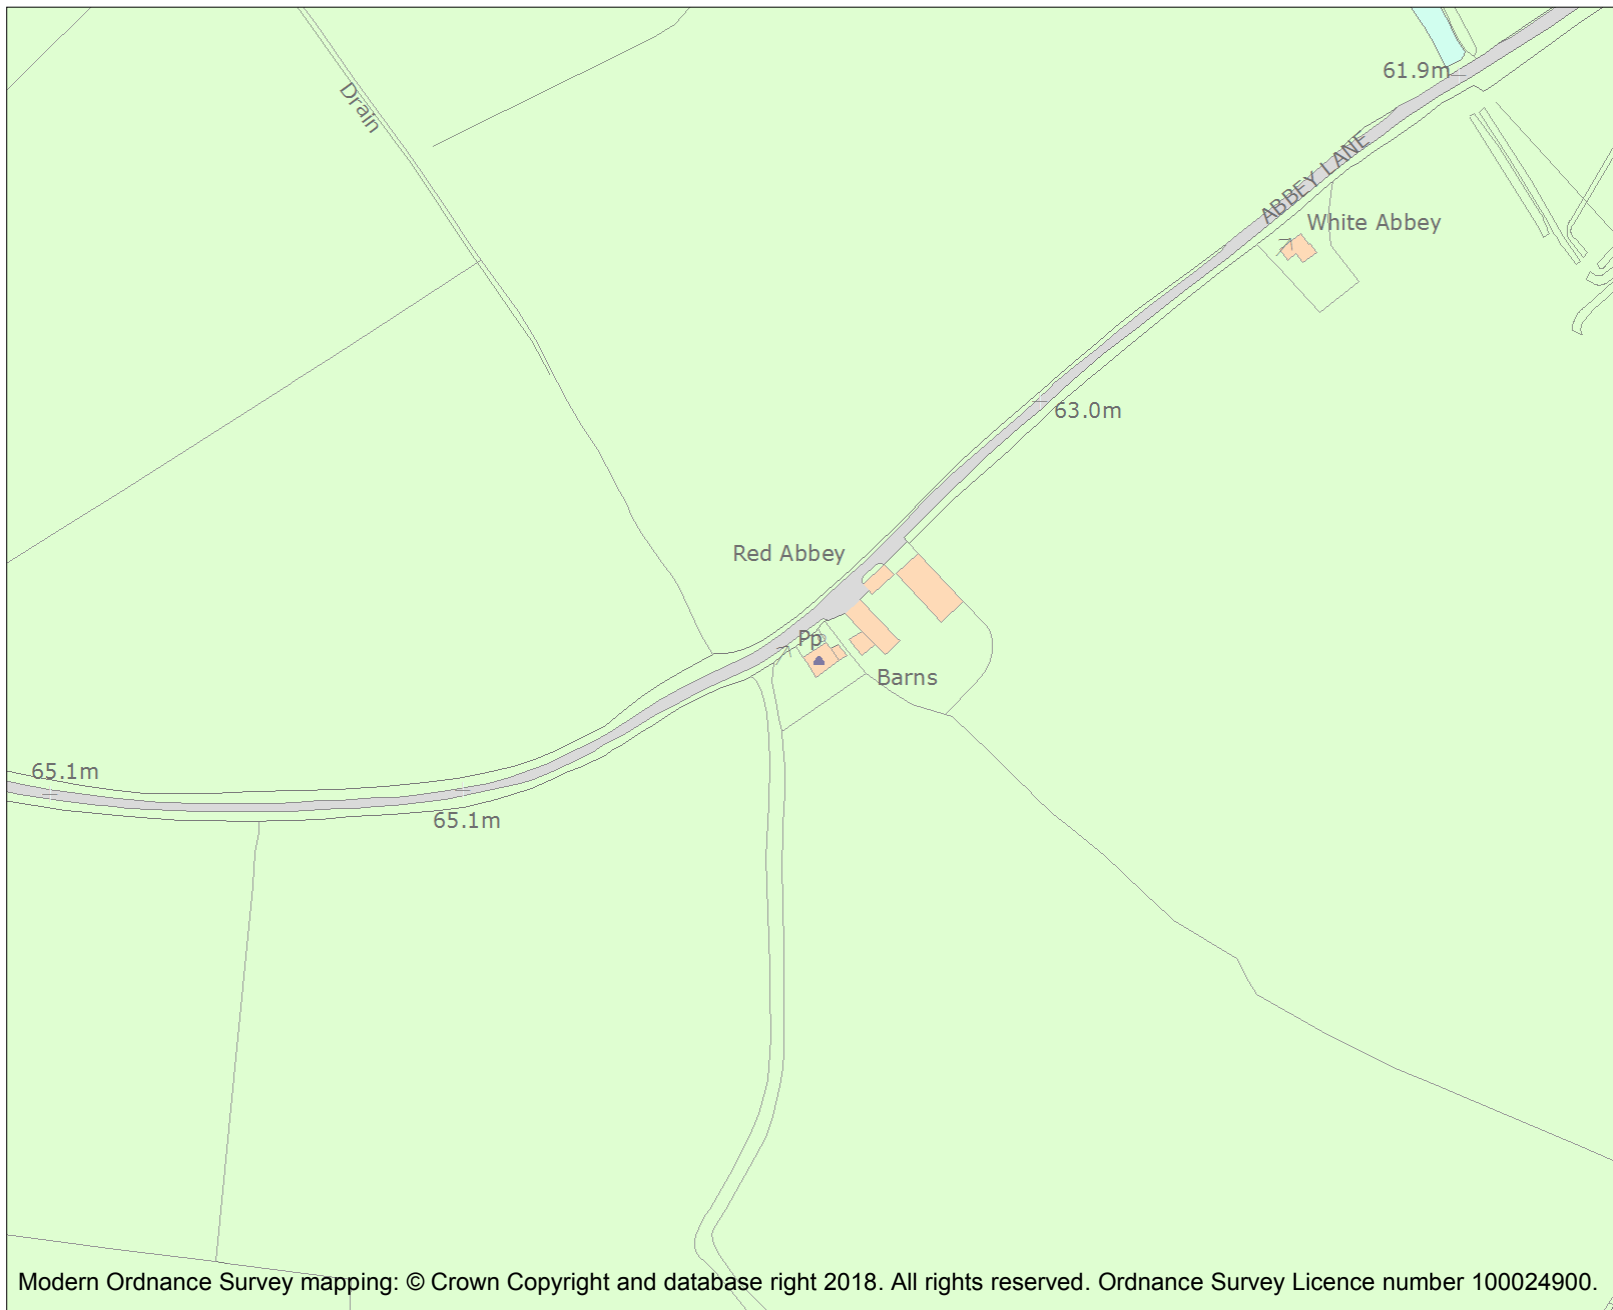 61.9m
Drain
ABBEY LANE
White Abbey
63.0m
Red Abbey
Pp
Barns
65.1m
65.1m
Modern Ordnance Survey mapping: © Crown Copyright and database right 2018. All rights reserved. Ordnance Survey Licence number 100024900.